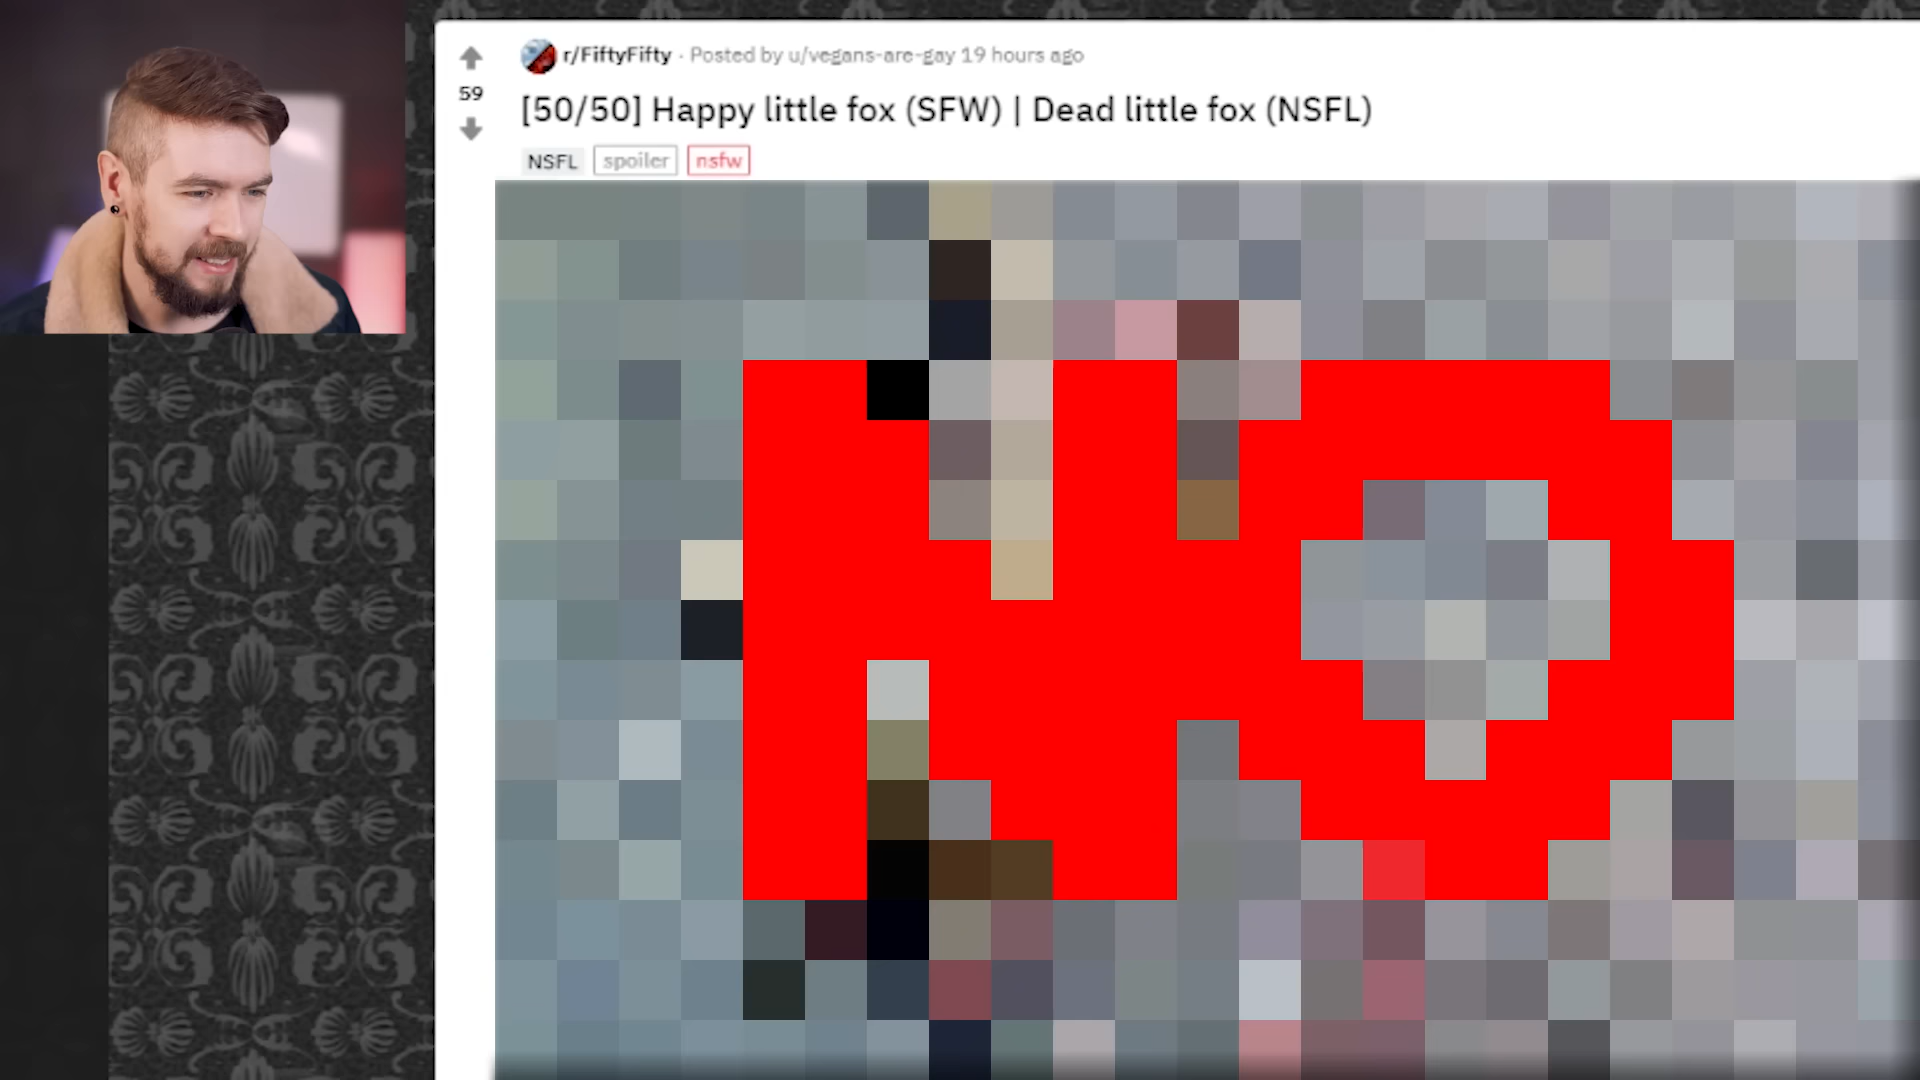 r/FiftyFifty · Posted by u/vegans-are-gay 19 hours ago
59
[50/50] Happy little fox (SFW) | Dead little fox (NSFL)
NSFL spoiler nsfw
NO